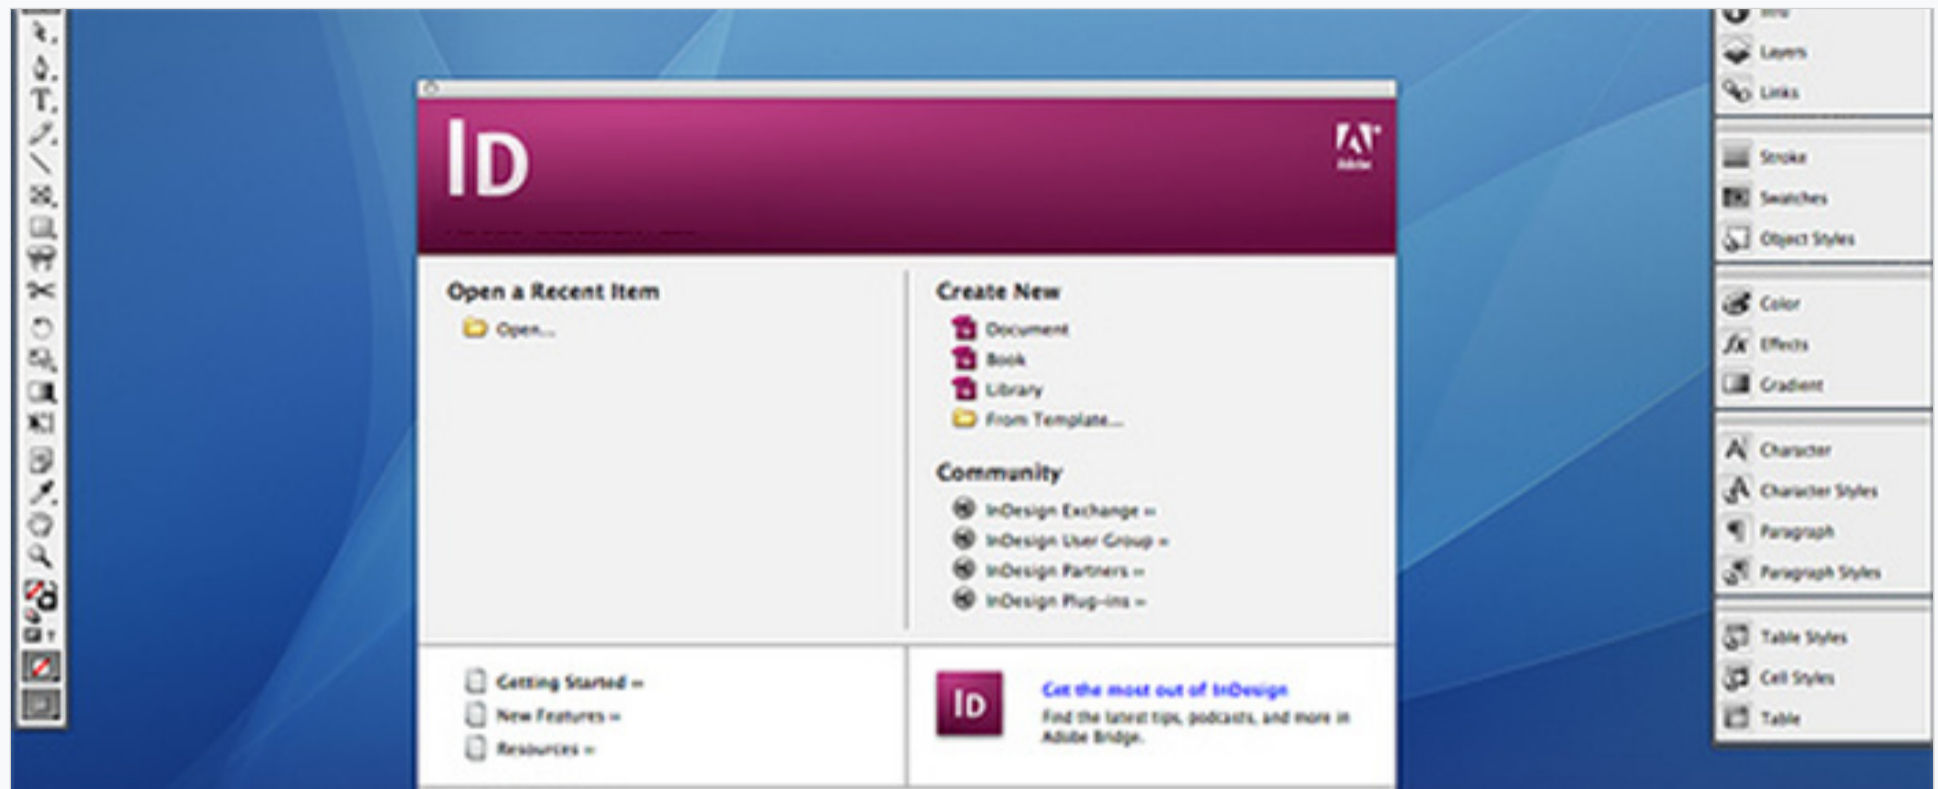 ID
Adobe
Open a Recent Item
Open...
Create New
Document
Book
Library
From Template...
Community
InDesign Exchange »
InDesign User Group »
InDesign Partners »
InDesign Plug-ins »
Getting Started »
New Features »
Resources »
ID
Get the most out of InDesign
Find the latest tips, podcasts, and more in
Adobe Bridge.
Info
Layers
Links
Stroke
Swatches
Object Styles
Color
Effects
Gradient
Character
Character Styles
Paragraph
Paragraph Styles
Table Styles
Cell Styles
Table